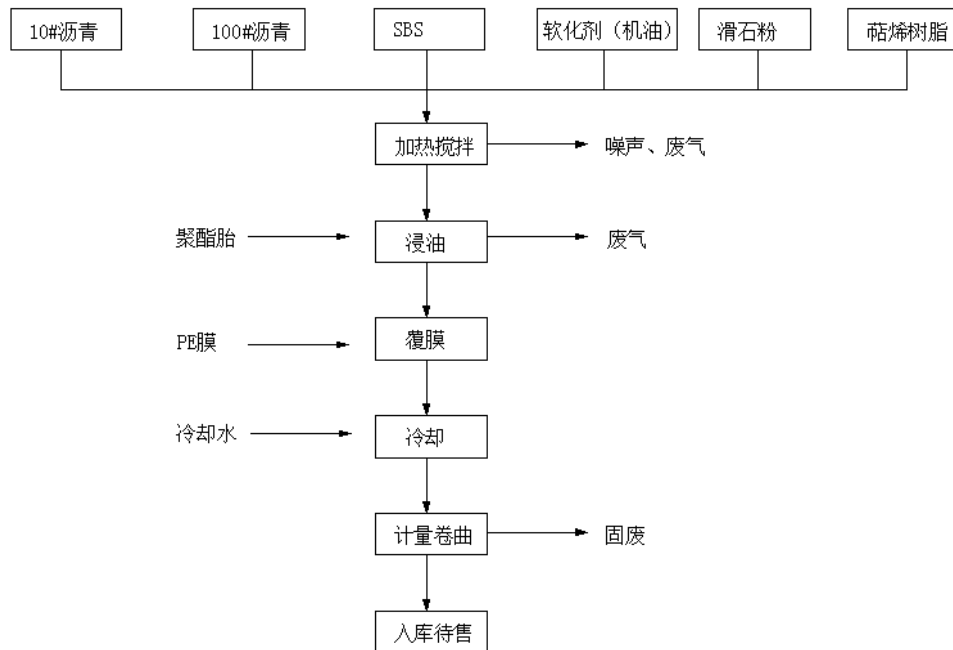 10#沥青
100#沥青
SBS
软化剂（机油）
滑石粉
萜烯树脂
加热搅拌
噪声、废气
聚酯胎
浸油
废气
PE膜
覆膜
冷却水
冷却
计量卷曲
固废
入库待售